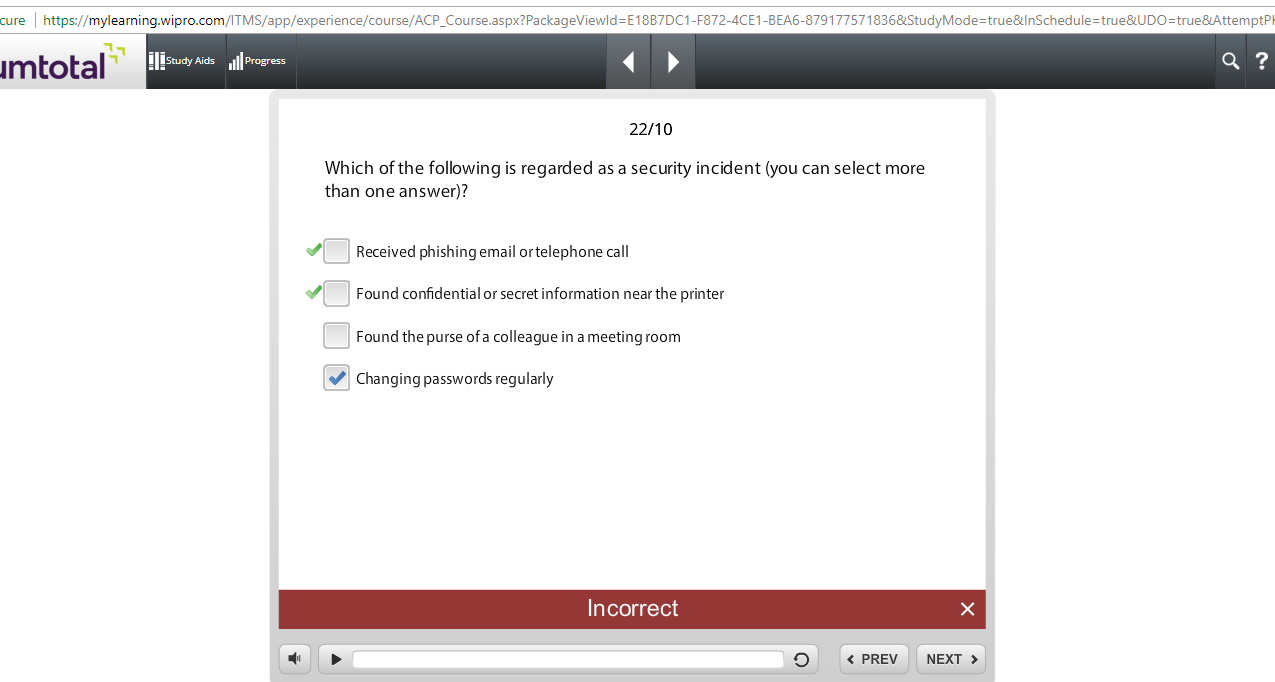 cure https://mylearning.wipro.com/ITMS/app/experience/course/ACP_Course.aspx?PackageViewId=E18B7DC1-F872-4CE1-BEA6-879177571836&StudyMode=true&InSchedule=true&UDO=true&AttemptPK
umtotal Study Aids Progress ?
22/10
Which of the following is regarded as a security incident (you can select more
than one answer)?
Received phishing email or telephone call
Found confidential or secret information near the printer
Found the purse of a colleague in a meeting room
Changing passwords regularly
Incorrect
PREV NEXT